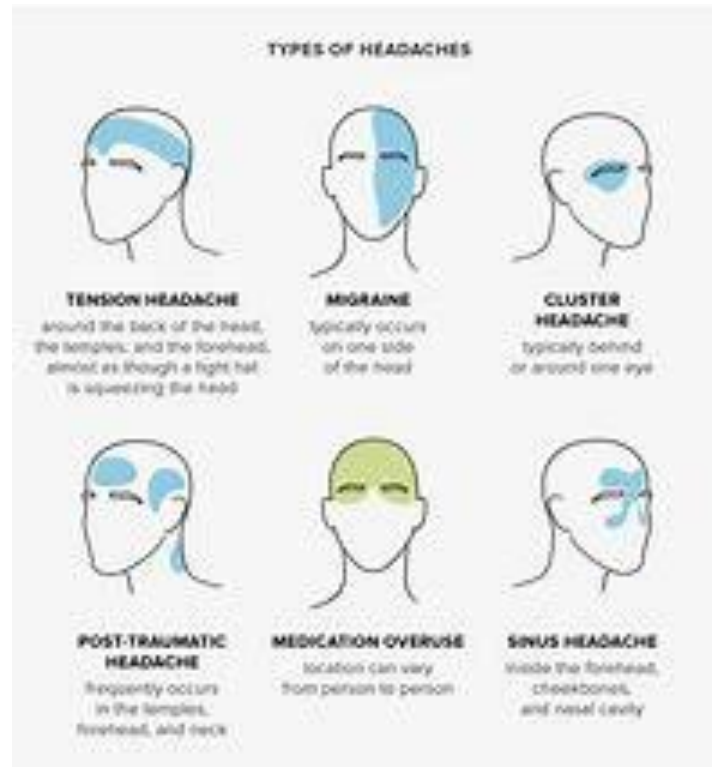 TYPES OF HEADACHES
TENSION HEADACHE
around the back of the head,
the temples, and the forehead,
almost as though a tight hat
is squeezing the head
MIGRAINE
typically occurs
on one side
of the head
CLUSTER
HEADACHE
typically behind
or around one eye
POST-TRAUMATIC
HEADACHE
frequently occurs
in the temples,
forehead, and neck
MEDICATION OVERUSE
location can vary
from person to person
SINUS HEADACHE
inside the forehead,
cheekbones,
and nasal cavity